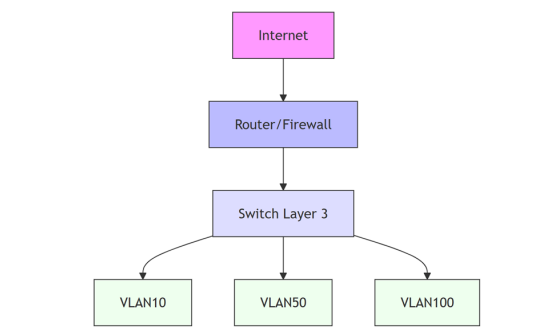 Internet
Router/Firewall
Switch Layer 3
VLAN10
VLAN50
VLAN100